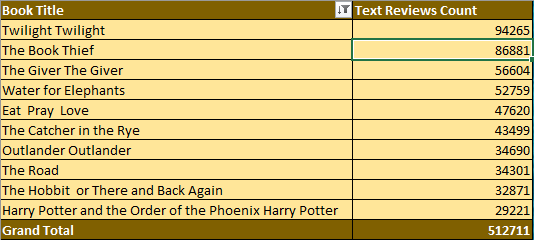 Book Title Text Reviews Count
Twilight Twilight 94265
The Book Thief 86881
The Giver The Giver 56604
Water for Elephants 52759
Eat  Pray  Love 47620
The Catcher in the Rye 43499
Outlander Outlander 34690
The Road 34301
The Hobbit  or There and Back Again 32871
Harry Potter and the Order of the Phoenix Harry Potter 29221
Grand Total 512711